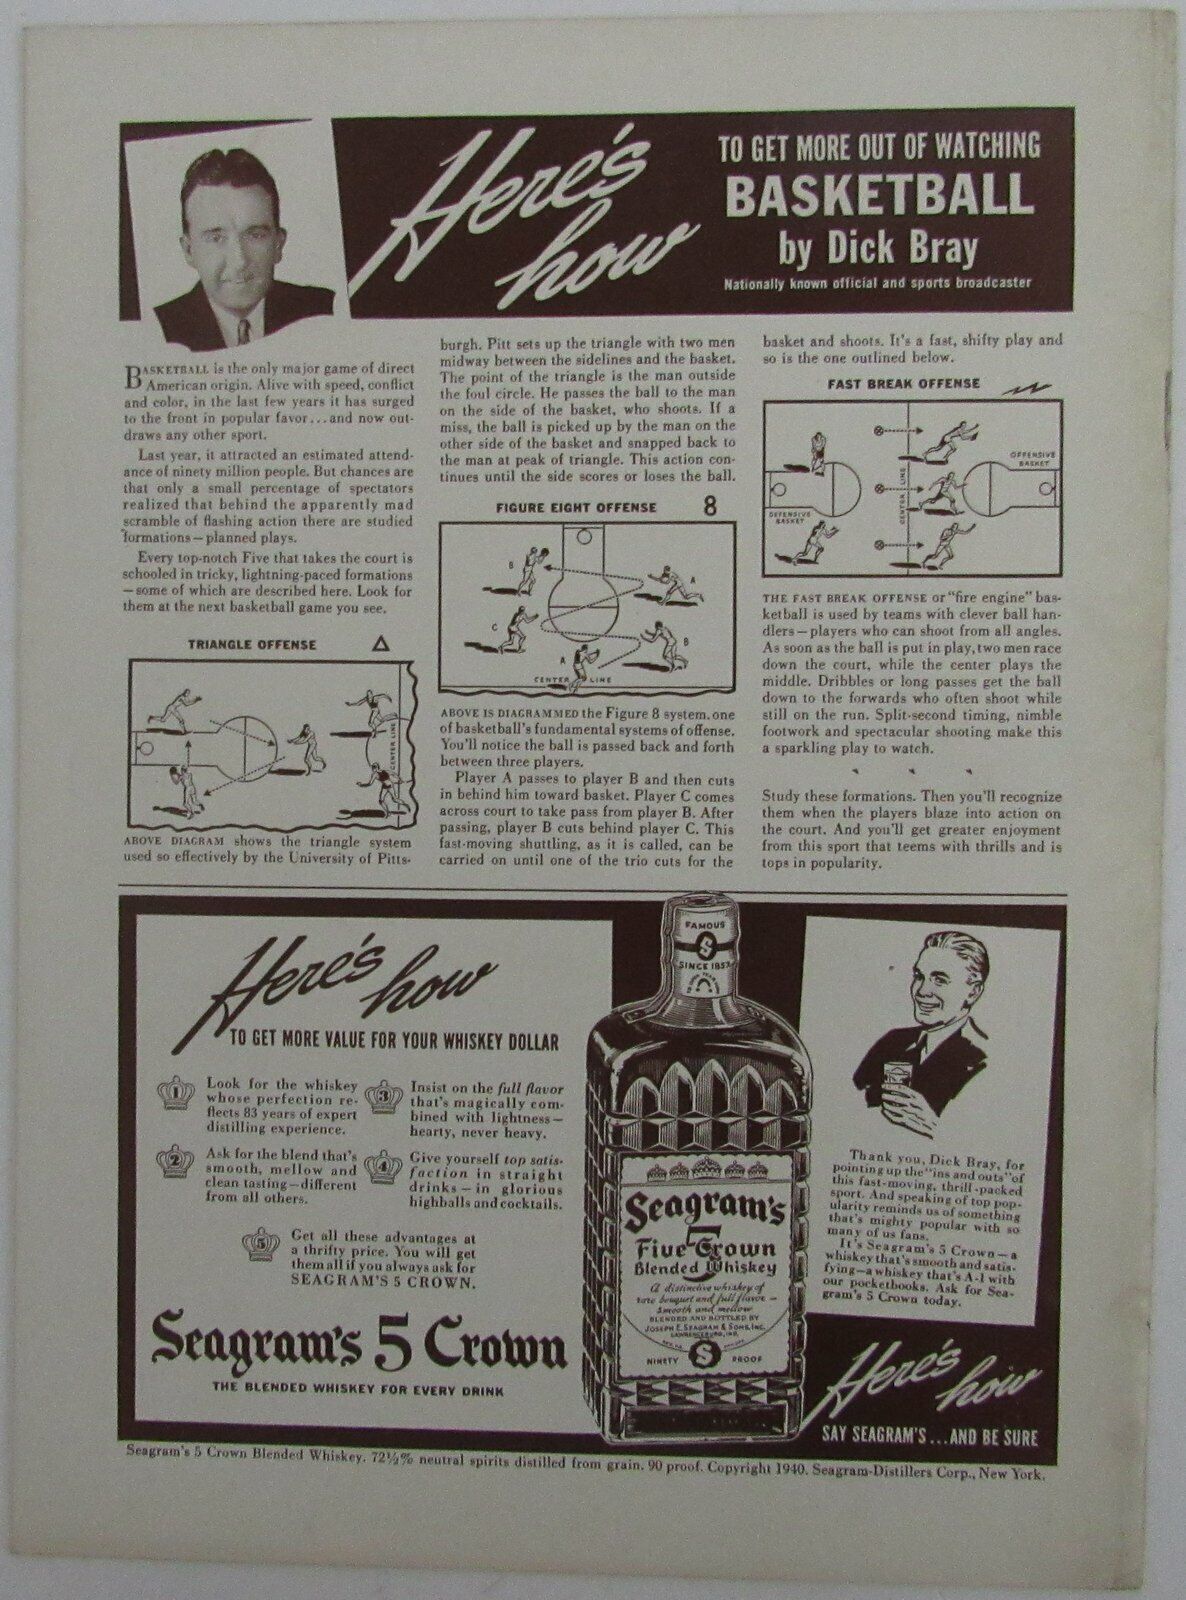 Here's
how
TO GET MORE OUT OF WATCHING
BASKETBALL
by Dick Bray
Nationally known official and sports broadcaster
BASKETBALL is the only major game of direct
American origin. Alive with speed, conflict
and color, in the last few years it has surged
to the front in popular favor...and now out-
draws any other sport.
Last year, it attracted an estimated attend-
ance of ninety million people. But chances are
that only a small percentage of spectators
realized that behind the apparently mad
scramble of flashing action there are studied
formations—planned plays.
Every top-notch Five that takes the court is
schooled in tricky, lightning-paced formations
—some of which are described here. Look for
them at the next basketball game you see.
TRIANGLE OFFENSE
CENTER LINE
ABOVE DIAGRAM shows the triangle system
used so effectively by the University of Pitts-
burgh. Pitt sets up the triangle with two men
midway between the sidelines and the basket.
The point of the triangle is the man outside
the foul circle. He passes the ball to the man
on the side of the basket, who shoots. If a
miss, the ball is picked up by the man on the
other side of the basket and snapped back to
the man at peak of triangle. This action con-
tinues until the side scores or loses the ball.
FIGURE EIGHT OFFENSE 8
B
A
C
B
A
CENTER LINE
ABOVE IS DIAGRAMMED the Figure 8 system, one
of basketball's fundamental systems of offense.
You'll notice the ball is passed back and forth
between three players.
Player A passes to player B and then cuts
in behind him toward basket. Player C comes
across court to take pass from player B. After
passing, player B cuts behind player C. This
fast-moving shuttling, as it is called, can be
carried on until one of the trio cuts for the
basket and shoots. It's a fast, shifty play and
so is the one outlined below.
FAST BREAK OFFENSE
OFFENSIVE
BASKET
CENTER LINE
DEFENSIVE
BASKET
THE FAST BREAK OFFENSE or "fire engine" bas-
ketball is used by teams with clever ball han-
dlers—players who can shoot from all angles.
As soon as the ball is put in play, two men race
down the court, while the center plays the
middle. Dribbles or long passes get the ball
down to the forwards who often shoot while
still on the run. Split-second timing, nimble
footwork and spectacular shooting make this
a sparkling play to watch.
Study these formations. Then you'll recognize
them when the players blaze into action on
the court. And you'll get greater enjoyment
from this sport that teems with thrills and is
tops in popularity.
Here's how
TO GET MORE VALUE FOR YOUR WHISKEY DOLLAR
1 Look for the whiskey
whose perfection re-
flects 83 years of expert
distilling experience.
2 Ask for the blend that's
smooth, mellow and
clean tasting—different
from all others.
3 Insist on the full flavor
that's magically com-
bined with lightness—
hearty, never heavy.
4 Give yourself top satis-
faction in straight
drinks—in glorious
highballs and cocktails.
5 Get all these advantages at
a thrifty price. You will get
them all if you always ask for
SEAGRAM'S 5 CROWN.
Seagram's 5 Crown
THE BLENDED WHISKEY FOR EVERY DRINK
FAMOUS
S
SINCE 1857
Seagram's
5
Five Crown
Blended Whiskey
A distinctive whiskey of
rare bouquet and full flavor—
smooth and mellow
BLENDED AND BOTTLED BY
JOSEPH E. SEAGRAM & SONS, INC.
LAWRENCEBURG, IND.
NINETY S PROOF
Thank you, Dick Bray, for
pointing up the "ins and outs" of
this fast-moving, thrill-packed
sport. And speaking of top pop-
ularity reminds us of something
that's mighty popular with so
many of us fans.
It's Seagram's 5 Crown—a
whiskey that's smooth and satis-
fying—a whiskey that's A-1 with
our pocketbooks. Ask for Sea-
gram's 5 Crown today.
Here's
how
SAY SEAGRAM'S...AND BE SURE
Seagram's 5 Crown Blended Whiskey. 72½% neutral spirits distilled from grain. 90 proof. Copyright 1940. Seagram-Distillers Corp., New York.